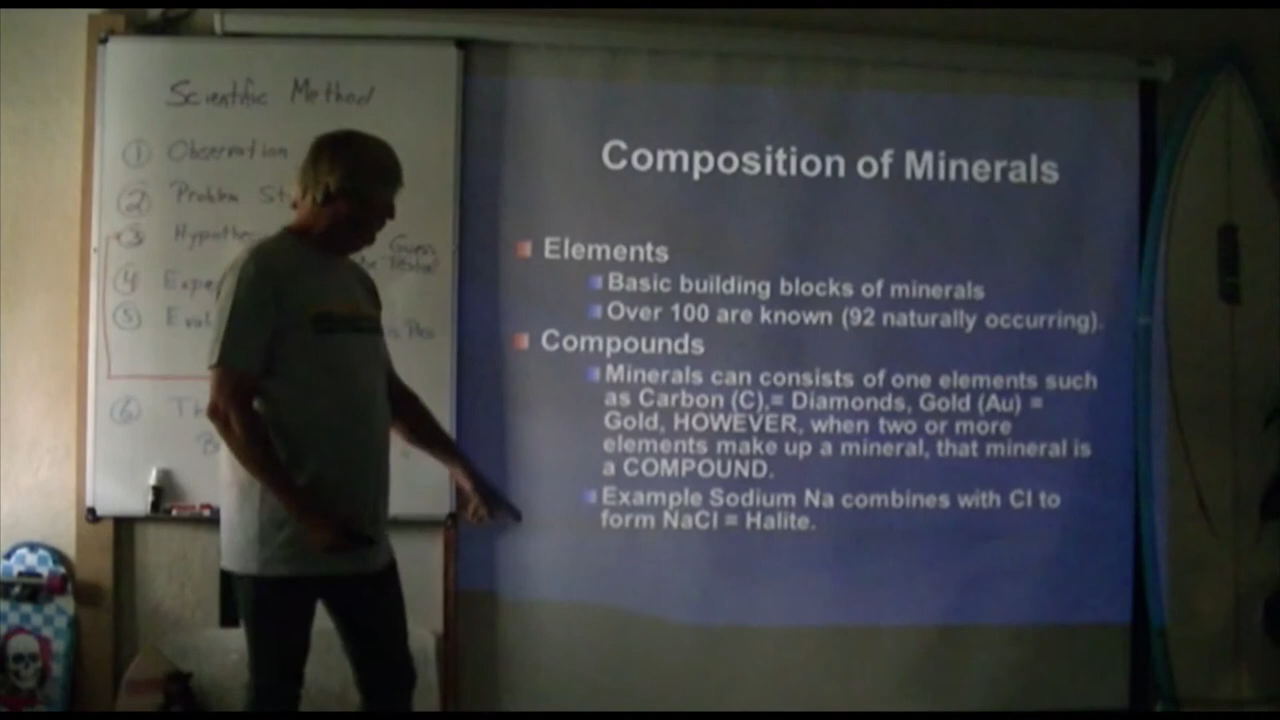 Scientific Method
① Observation
② Problem
③
④
⑤
⑥
Guess
Composition of Minerals
Elements
Basic building blocks of minerals
Over 100 are known (92 naturally occurring).
Compounds
Minerals can consists of one elements such
as Carbon (C),= Diamonds, Gold (Au) =
Gold, HOWEVER, when two or more
elements make up a mineral, that mineral is
a COMPOUND.
Example Sodium Na combines with Cl to
form NaCl = Halite.